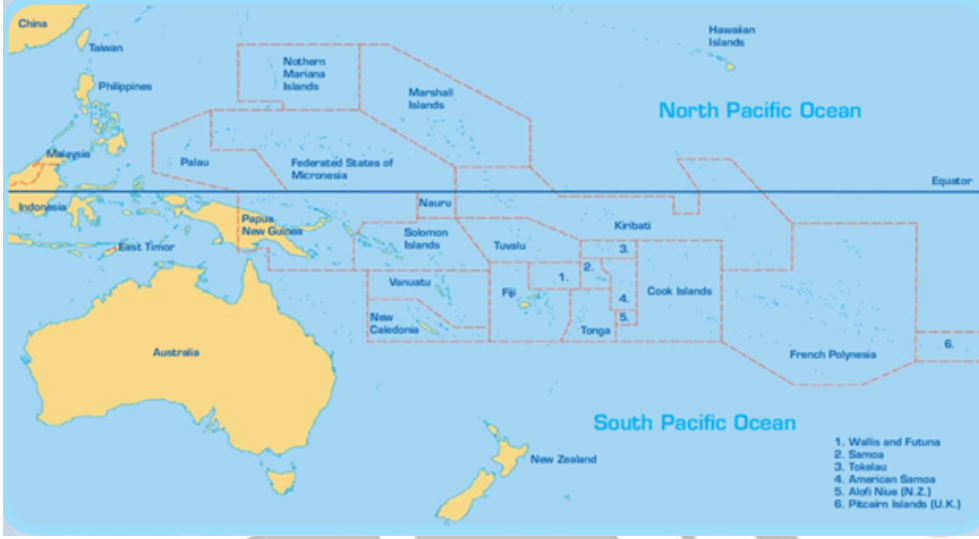 China
Taiwan
Hawaiian
Islands
Nothern
Mariana
Islands
Philippines
Marshall
Islands
North Pacific Ocean
Malaysia
Palau
Federated States of
Micronesia
Equator
Indonesia
Nauru
Papua
New Guinea
Solomon
Islands
Kiribati
East Timor
Tuvalu
3.
2.
1.
Vanuatu
Fiji
4.
Cook Islands
New
Caledonia
5.
Tonga
6.
Australia
French Polynesia
South Pacific Ocean
New Zealand
1. Wallis and Futuna
2. Samoa
3. Tokelau
4. American Samoa
5. Alofi Niue (N.Z.)
6. Pitcairn Islands (U.K.)